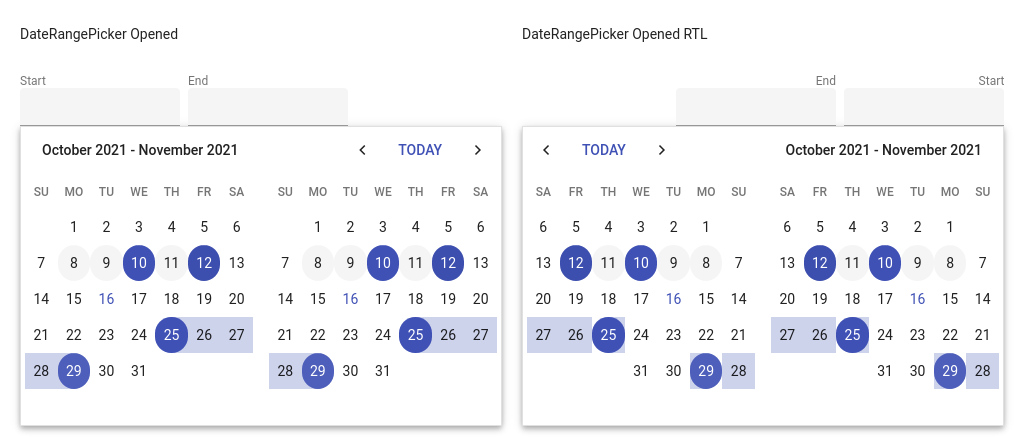 DateRangePicker Opened
Start End
October 2021 - November 2021 TODAY
SU MO TU WE TH FR SA SU MO TU WE TH FR SA
1 2 3 4 5 6 1 2 3 4 5 6
7 8 9 10 11 12 13 7 8 9 10 11 12 13
14 15 16 17 18 19 20 14 15 16 17 18 19 20
21 22 23 24 25 26 27 21 22 23 24 25 26 27
28 29 30 31 28 29 30 31
DateRangePicker Opened RTL
End Start
TODAY October 2021 - November 2021
SA FR TH WE TU MO SU SA FR TH WE TU MO SU
6 5 4 3 2 1 6 5 4 3 2 1
13 12 11 10 9 8 7 13 12 11 10 9 8 7
20 19 18 17 16 15 14 20 19 18 17 16 15 14
27 26 25 24 23 22 21 27 26 25 24 23 22 21
31 30 29 28 31 30 29 28